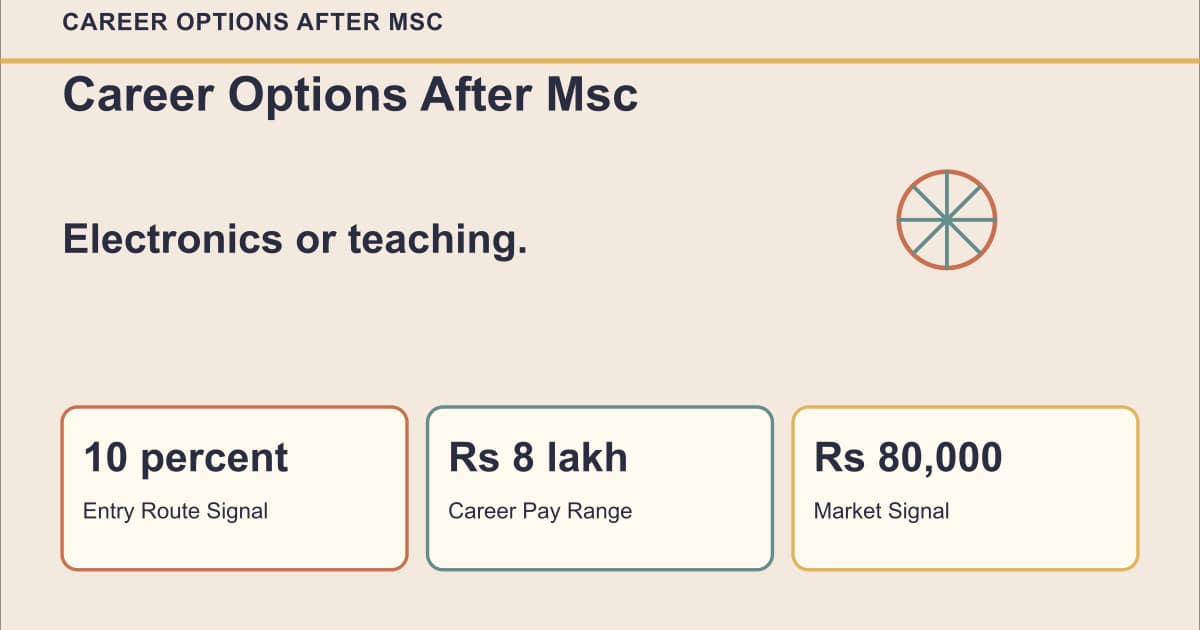 CAREER OPTIONS AFTER MSC
Career Options After Msc
Electronics or teaching.
10 percent
Entry Route Signal
Rs 8 lakh
Career Pay Range
Rs 80,000
Market Signal